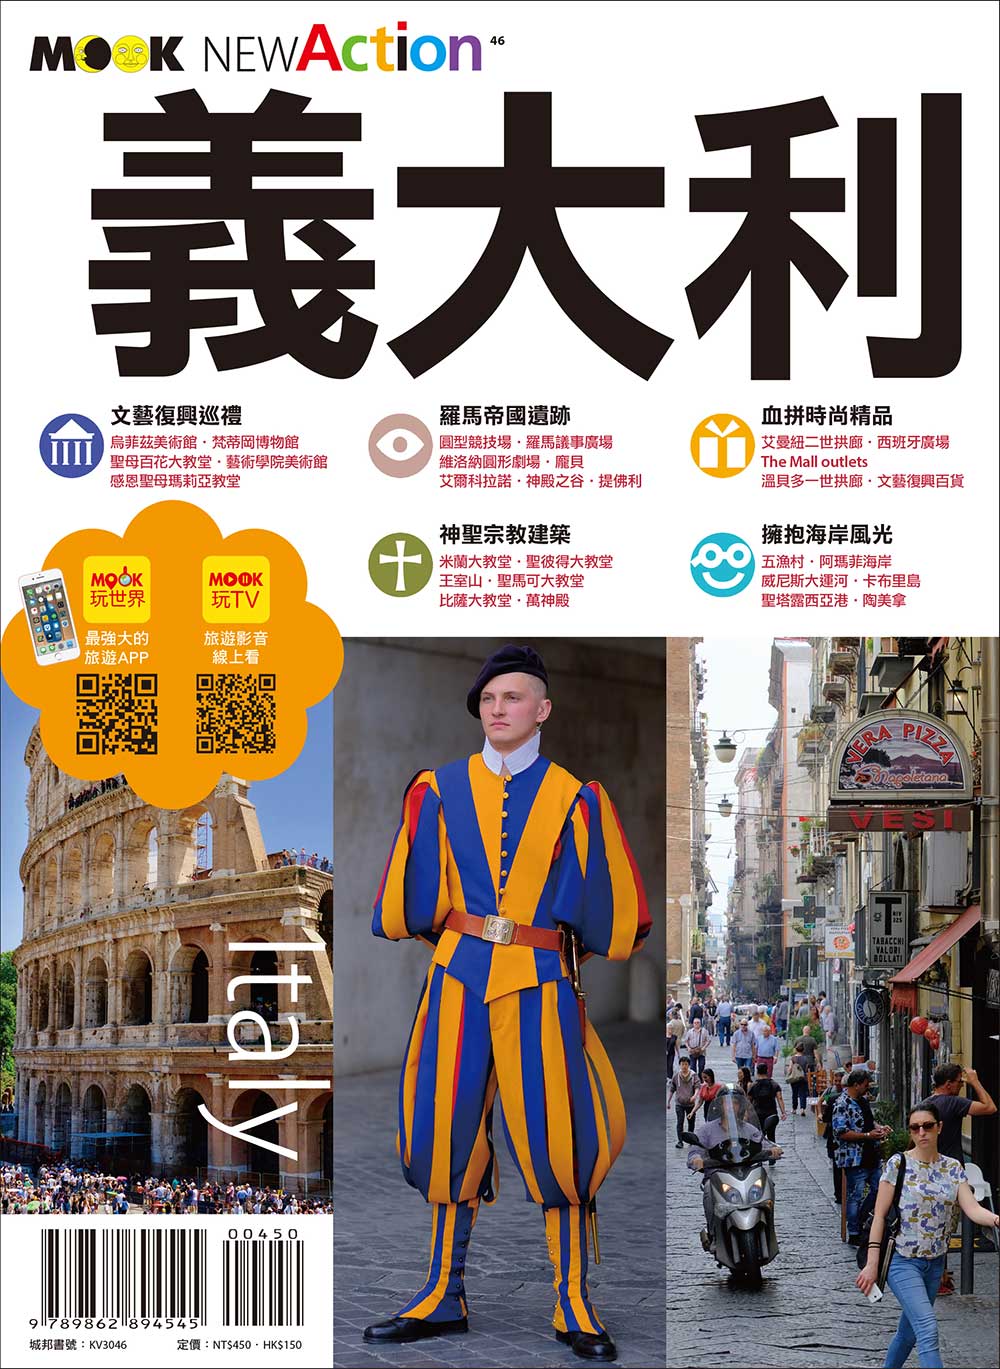 MOOK NEWAction 46
義大利
文藝復興巡禮
烏菲茲美術館・梵蒂岡博物館
聖母百花大教堂・藝術學院美術館
感恩聖母瑪莉亞教堂
羅馬帝國遺跡
圓型競技場・羅馬議事廣場
維洛納圓形劇場・龐貝
艾爾科拉諾・神殿之谷・提佛利
血拼時尚精品
艾曼紐二世拱廊・西班牙廣場
The Mall outlets
溫貝多一世拱廊・文藝復興百貨
神聖宗教建築
米蘭大教堂・聖彼得大教堂
王室山・聖馬可大教堂
比薩大教堂・萬神殿
擁抱海岸風光
五漁村・阿瑪菲海岸
威尼斯大運河・卡布里島
聖塔露西亞港・陶美拿
MOOK
玩世界
最強大的
旅遊APP
MOOK
玩TV
旅遊影音
線上看
Italy
VERA PIZZA
Napoletana
VESI
T
TABACCHI
VALORI
BOLLATI
00450
9 789862 894545
城邦書號：KV3046
定價：NT$450・HK$150